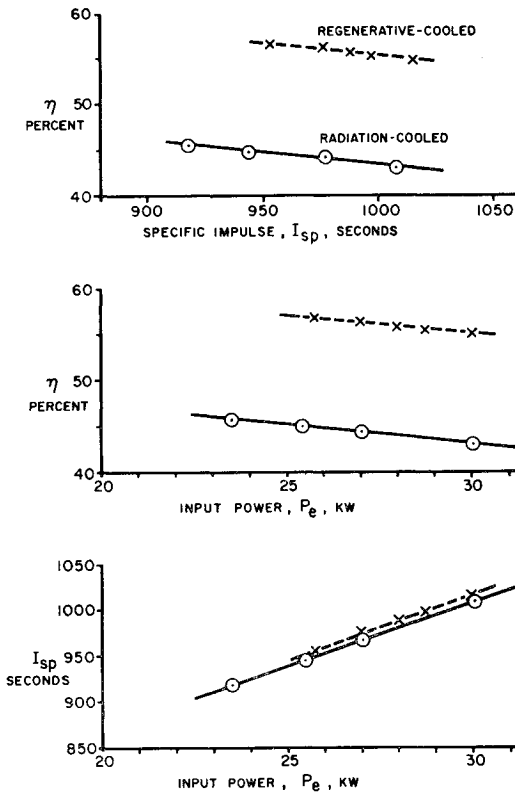 60
REGENERATIVE-COOLED
η
50
PERCENT
RADIATION-COOLED
40
900 950 1000 1050
SPECIFIC IMPULSE, Isp, SECONDS
60
η
50
PERCENT
40
20 25 30
INPUT POWER, Pe, KW
1050
1000
Isp
950
SECONDS
900
850
20 25 30
INPUT POWER, Pe, KW